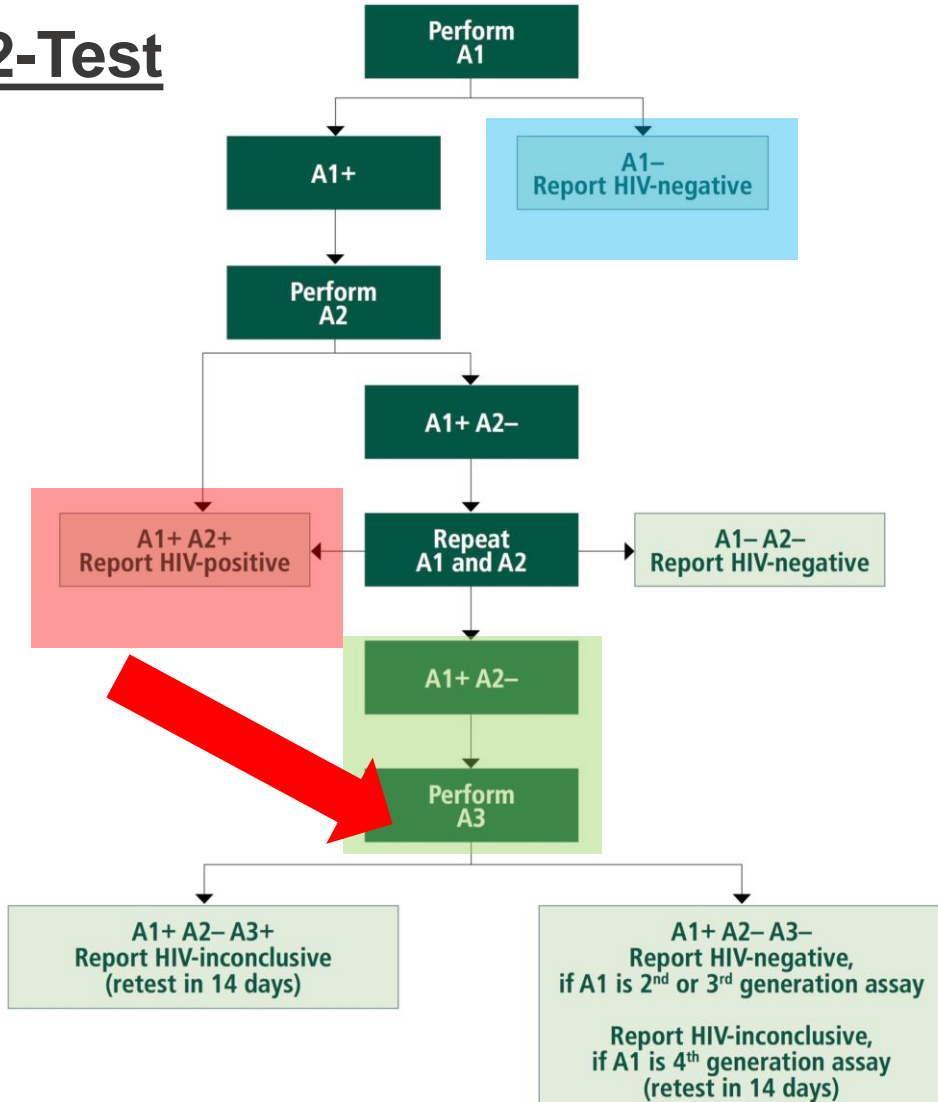 2-Test
Perform
A1
A1+
A1–
Report HIV-negative
Perform
A2
A1+ A2–
A1+ A2+
Report HIV-positive
Repeat
A1 and A2
A1– A2–
Report HIV-negative
A1+ A2–
Perform
A3
A1+ A2– A3+
Report HIV-inconclusive
(retest in 14 days)
A1+ A2– A3–
Report HIV-negative,
if A1 is 2nd or 3rd generation assay
Report HIV-inconclusive,
if A1 is 4th generation assay
(retest in 14 days)